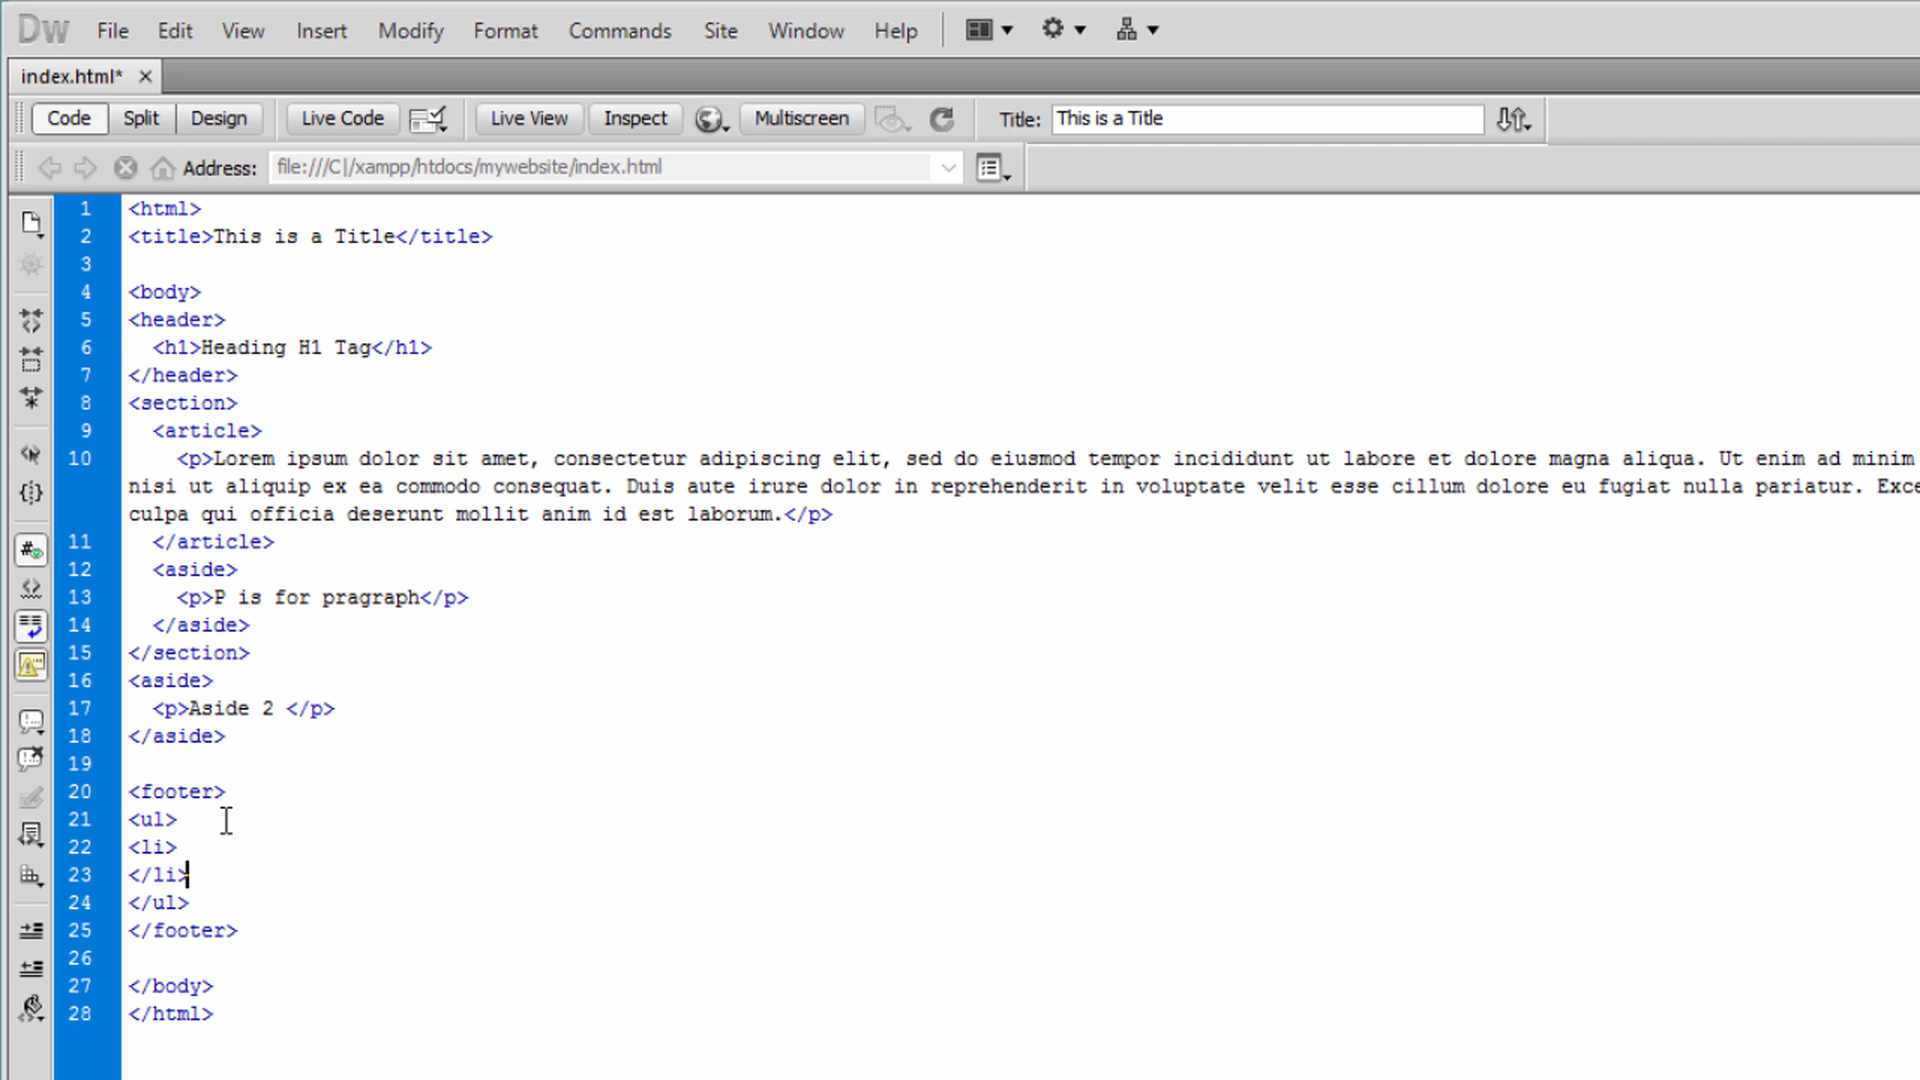 Dw File Edit View Insert Modify Format Commands Site Window Help
index.html*
Code Split Design Live Code Live View Inspect Multiscreen Title: This is a Title
Address: file:///C|/xampp/htdocs/mywebsite/index.html
1 <html>
2 <title>This is a Title</title>
3
4 <body>
5 <header>
6 <h1>Heading H1 Tag</h1>
7 </header>
8 <section>
9 <article>
10 <p>Lorem ipsum dolor sit amet, consectetur adipiscing elit, sed do eiusmod tempor incididunt ut labore et dolore magna aliqua. Ut enim ad minim
nisi ut aliquip ex ea commodo consequat. Duis aute irure dolor in reprehenderit in voluptate velit esse cillum dolore eu fugiat nulla pariatur. Exce
culpa qui officia deserunt mollit anim id est laborum.</p>
11 </article>
12 <aside>
13 <p>P is for pragraph</p>
14 </aside>
15 </section>
16 <aside>
17 <p>Aside 2 </p>
18 </aside>
19
20 <footer>
21 <ul>
22 <li>
23 </li>
24 </ul>
25 </footer>
26
27 </body>
28 </html>